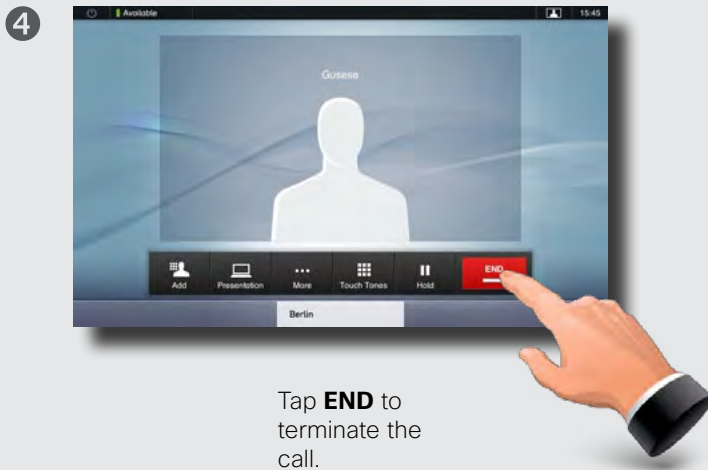 4
Available
15:45
Gusese
Add
Presentation
More
Touch Tones
Hold
END
Berlin
Tap END to
terminate the
call.